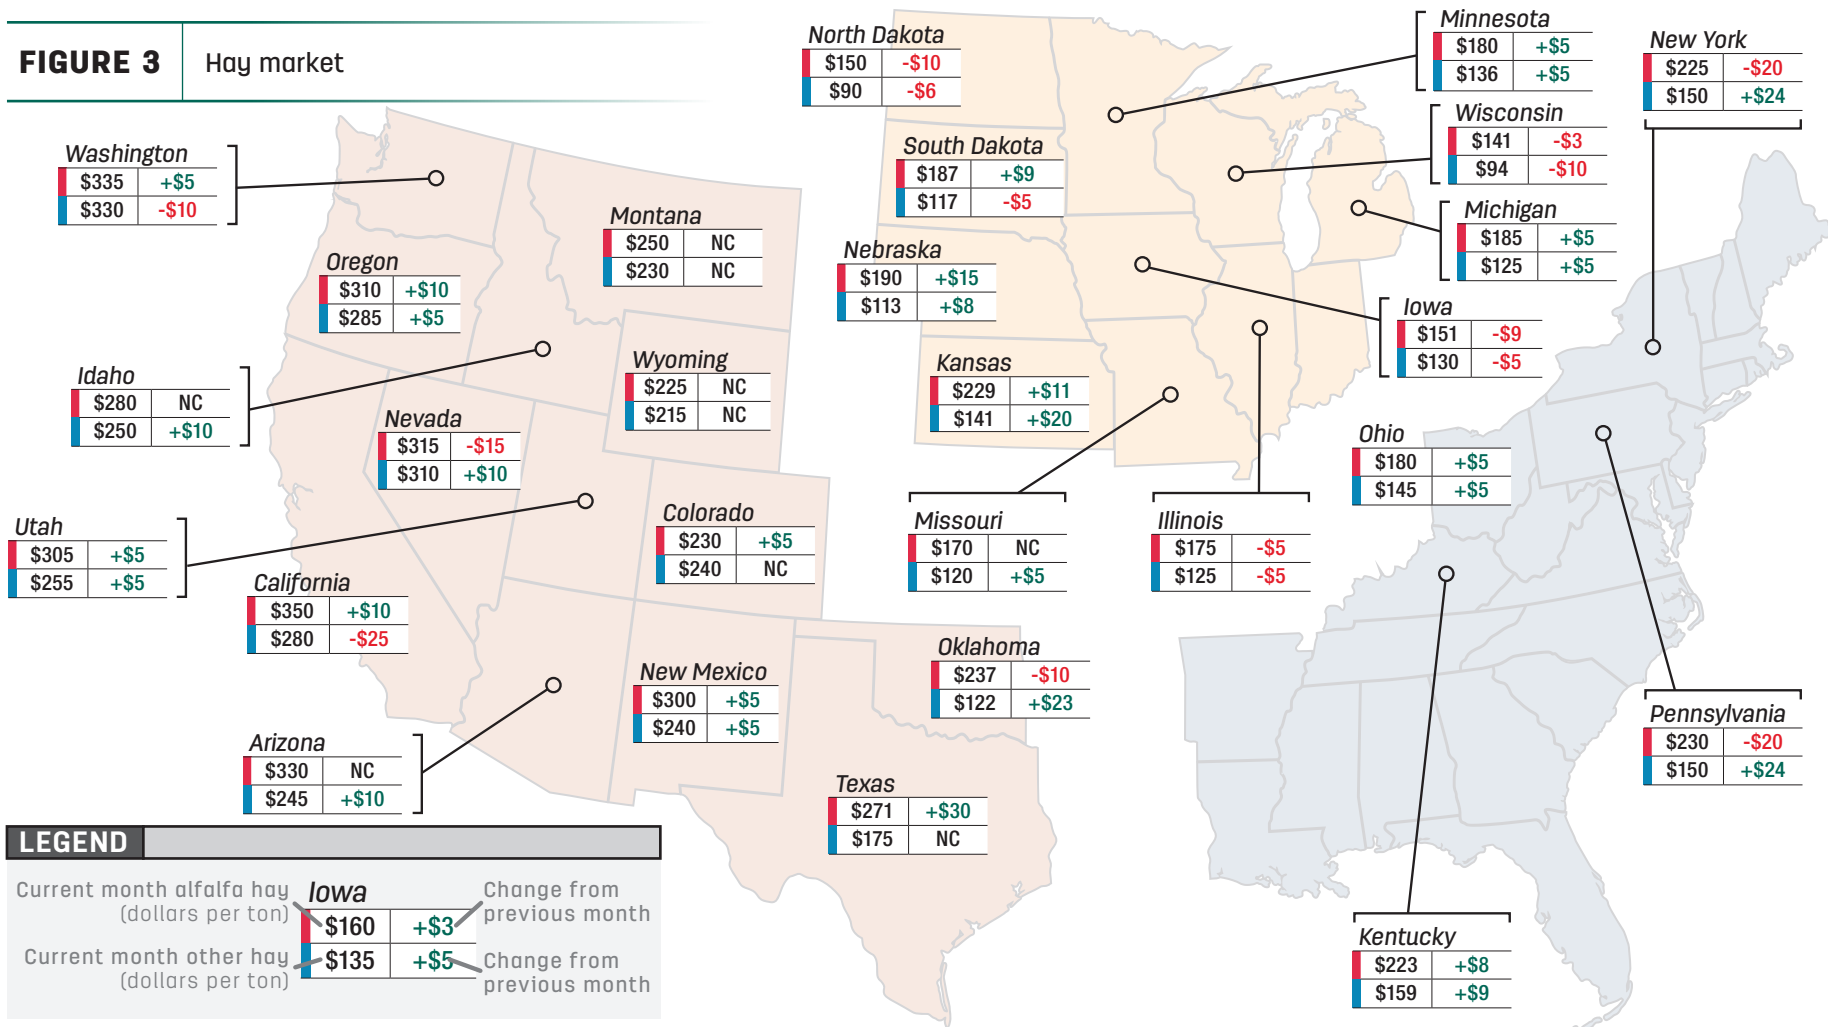 FIGURE 3 Hay market
Washington
$335 +$5
$330 -$10
Oregon
$310 +$10
$285 +$5
Idaho
$280 NC
$250 +$10
Nevada
$315 -$15
$310 +$10
Utah
$305 +$5
$255 +$5
California
$350 +$10
$280 -$25
Arizona
$330 NC
$245 +$10
Montana
$250 NC
$230 NC
Wyoming
$225 NC
$215 NC
Colorado
$230 +$5
$240 NC
New Mexico
$300 +$5
$240 +$5
Texas
$271 +$30
$175 NC
Oklahoma
$237 -$10
$122 +$23
North Dakota
$150 -$10
$90 -$6
South Dakota
$187 +$9
$117 -$5
Nebraska
$190 +$15
$113 +$8
Kansas
$229 +$11
$141 +$20
Minnesota
$180 +$5
$136 +$5
Wisconsin
$141 -$3
$94 -$10
Michigan
$185 +$5
$125 +$5
Iowa
$151 -$9
$130 -$5
Missouri
$170 NC
$120 +$5
Illinois
$175 -$5
$125 -$5
New York
$225 -$20
$150 +$24
Ohio
$180 +$5
$145 +$5
Pennsylvania
$230 -$20
$150 +$24
Kentucky
$223 +$8
$159 +$9
LEGEND
Current month alfalfa hay
(dollars per ton)
Current month other hay
(dollars per ton)
Iowa
$160 +$3
$135 +$5
Change from
previous month
Change from
previous month